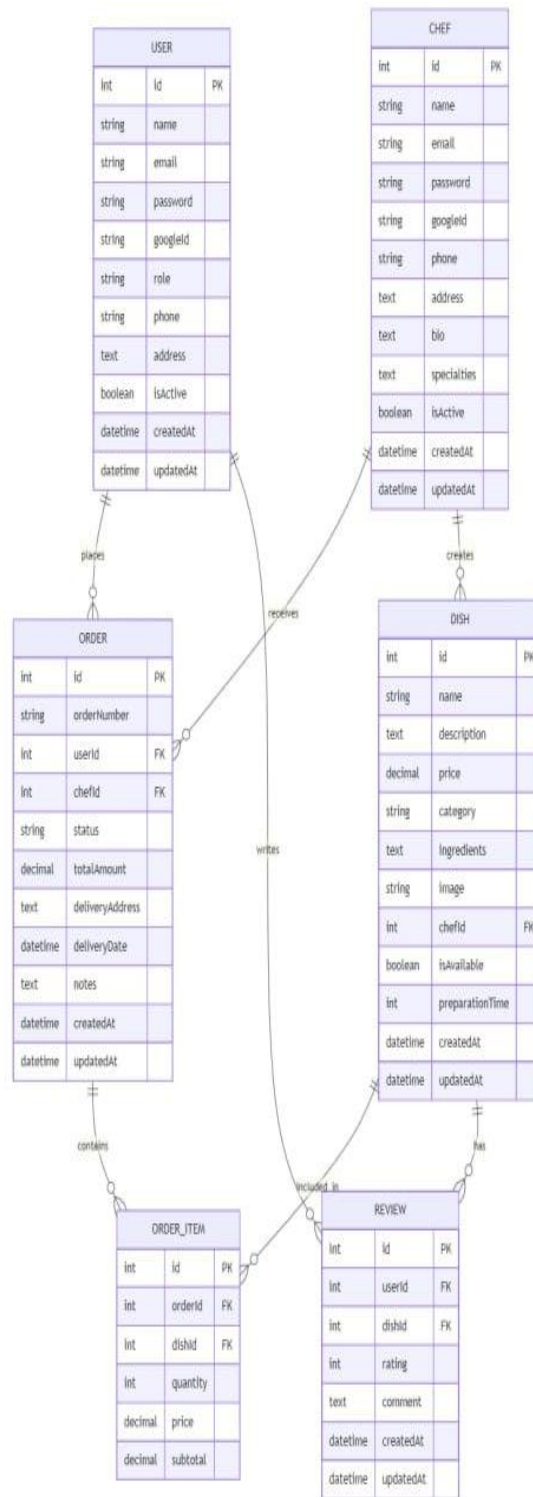 USER
int id PK
string name
string email
string password
string googleId
string role
string phone
text address
boolean isActive
datetime createdAt
datetime updatedAt
CHEF
int id PK
string name
string email
string password
string googleId
string phone
text address
text bio
text specialties
boolean isActive
datetime createdAt
datetime updatedAt
places
creates
receives
ORDER
int id PK
string orderNumber
int userId FK
int chefId FK
string status
decimal totalAmount
text deliveryAddress
datetime deliveryDate
text notes
datetime createdAt
datetime updatedAt
DISH
int id PK
string name
text description
decimal price
string category
text ingredients
string image
int chefId FK
boolean isAvailable
int preparationTime
datetime createdAt
datetime updatedAt
writes
contains
included_in
has
ORDER_ITEM
int id PK
int orderId FK
int dishId FK
int quantity
decimal price
decimal subtotal
REVIEW
int id PK
int userId FK
int dishId FK
int rating
text comment
datetime createdAt
datetime updatedAt